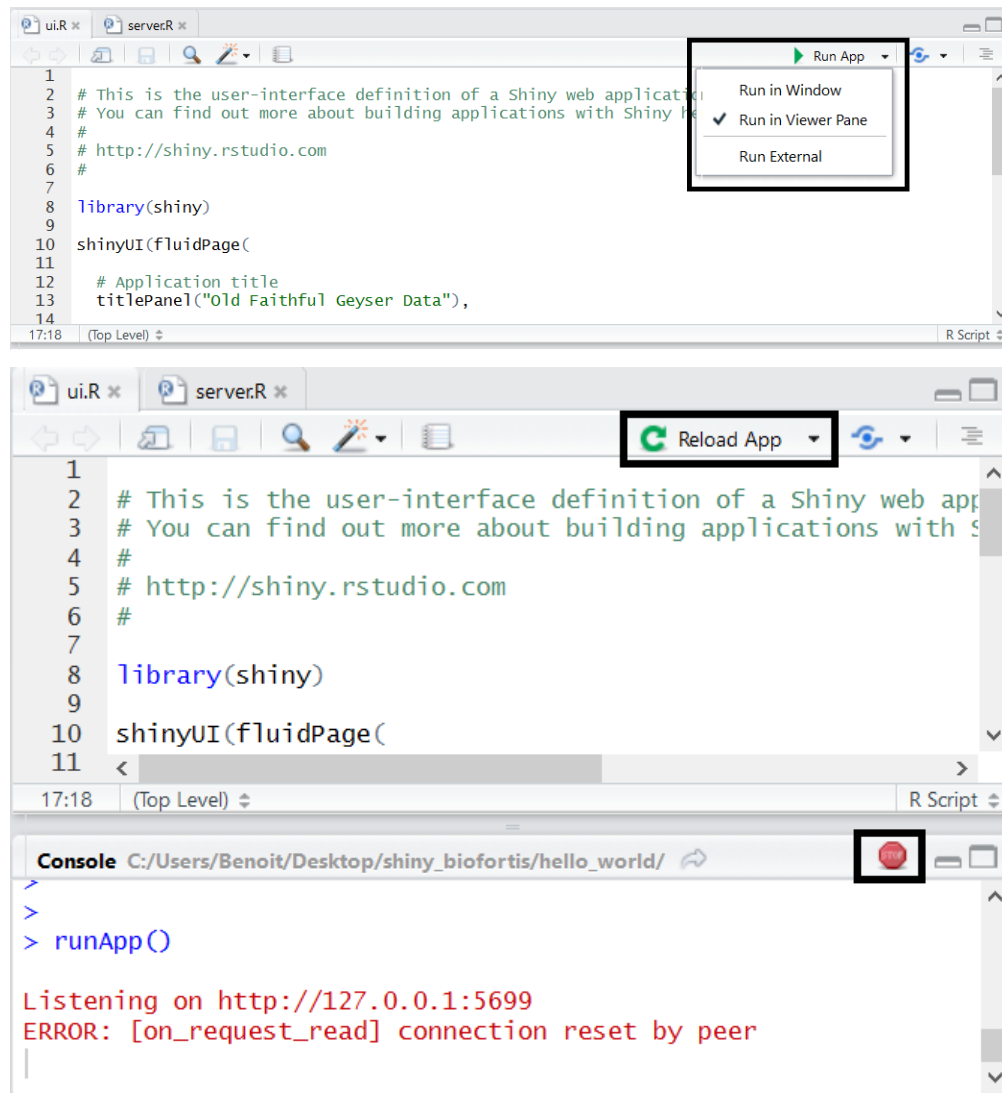 ui.R × server.R ×
Run App
1
2 # This is the user-interface definition of a Shiny web applicatio
Run in Window
3 # You can find out more about building applications with Shiny he
Run in Viewer Pane
4 #
5 # http://shiny.rstudio.com
Run External
6 #
7
8 library(shiny)
9
10 shinyUI(fluidPage(
11
12 # Application title
13 titlePanel("Old Faithful Geyser Data"),
14
17:18 (Top Level) R Script
ui.R × server.R ×
Reload App
1
2 # This is the user-interface definition of a Shiny web app
3 # You can find out more about building applications with S
4 #
5 # http://shiny.rstudio.com
6 #
7
8 library(shiny)
9
10 shinyUI(fluidPage(
11
17:18 (Top Level) R Script
Console C:/Users/Benoit/Desktop/shiny_biofortis/hello_world/
STOP
>
>
> runApp()
Listening on http://127.0.0.1:5699
ERROR: [on_request_read] connection reset by peer